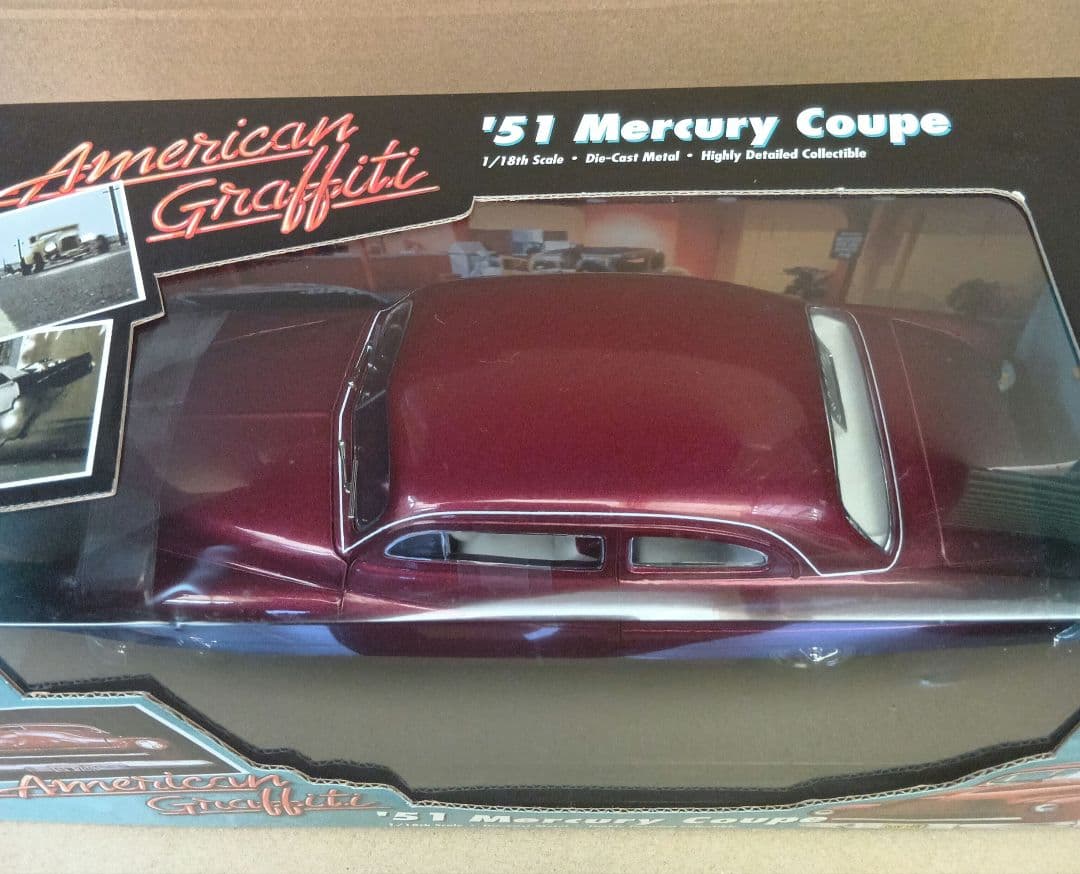 American
Graffiti
'51 Mercury Coupe
1/18th Scale • Die-Cast Metal • Highly Detailed Collectible
American
Graffiti
'51 Mercury Coupe